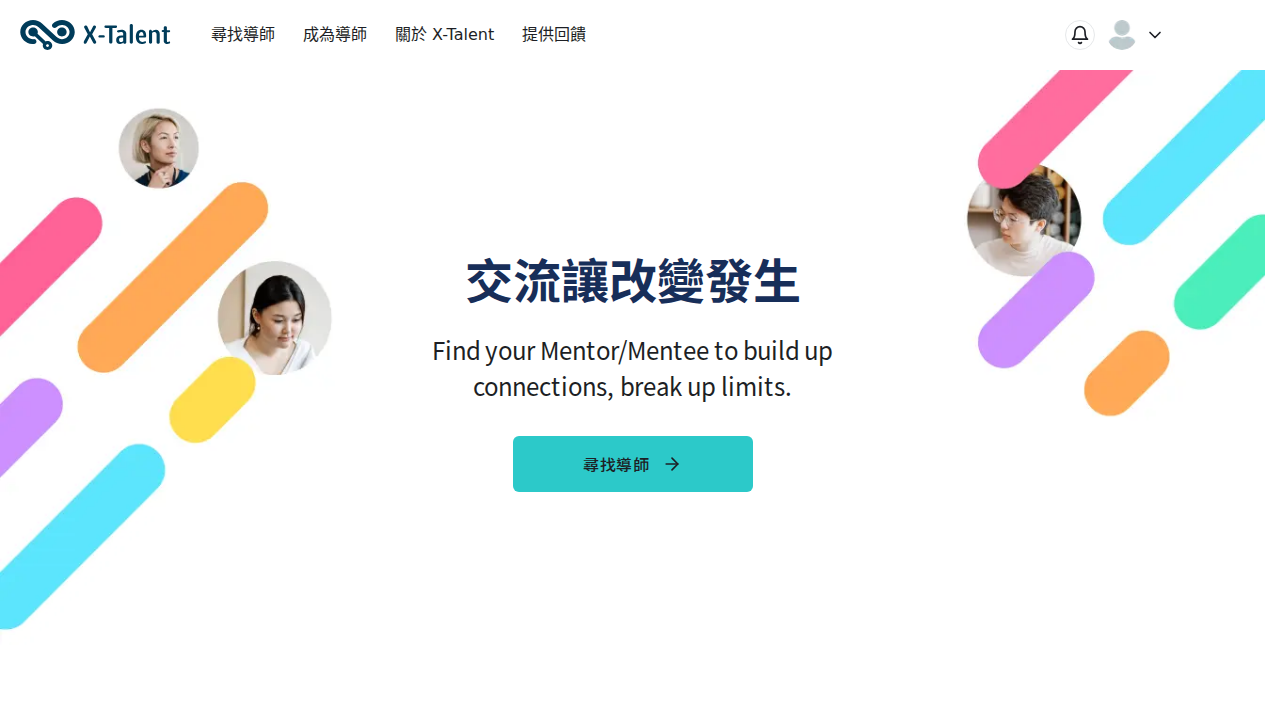 X-Talent
尋找導師
成為導師
關於 X-Talent
提供回饋
交流讓改變發生
Find your Mentor/Mentee to build up
connections, break up limits.
尋找導師